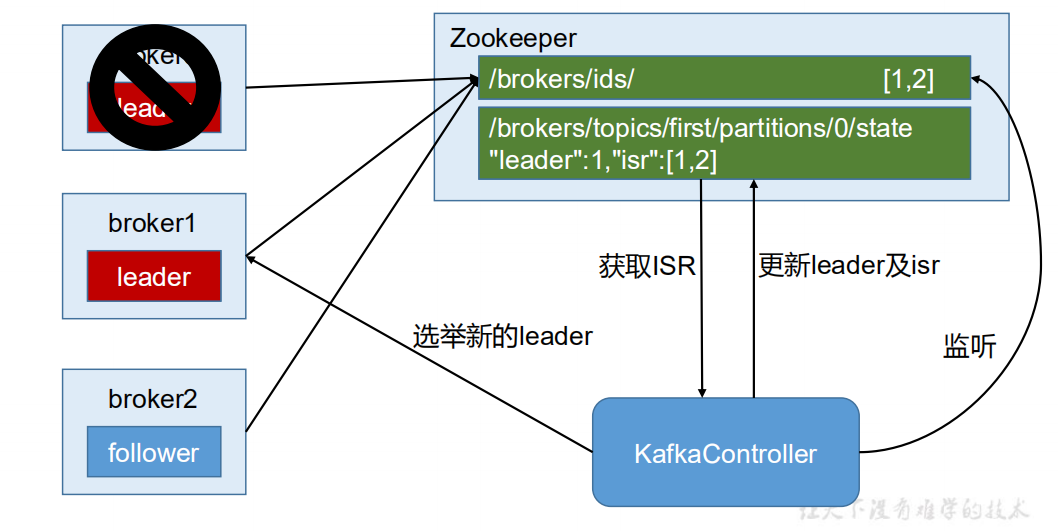 Zookeeper
/brokers/ids/ [1,2]
/brokers/topics/first/partitions/0/state
"leader":1,"isr":[1,2]
broker1
leader
broker2
follower
获取ISR
更新leader及isr
选举新的leader
监听
KafkaController
让天下没有难学的技术